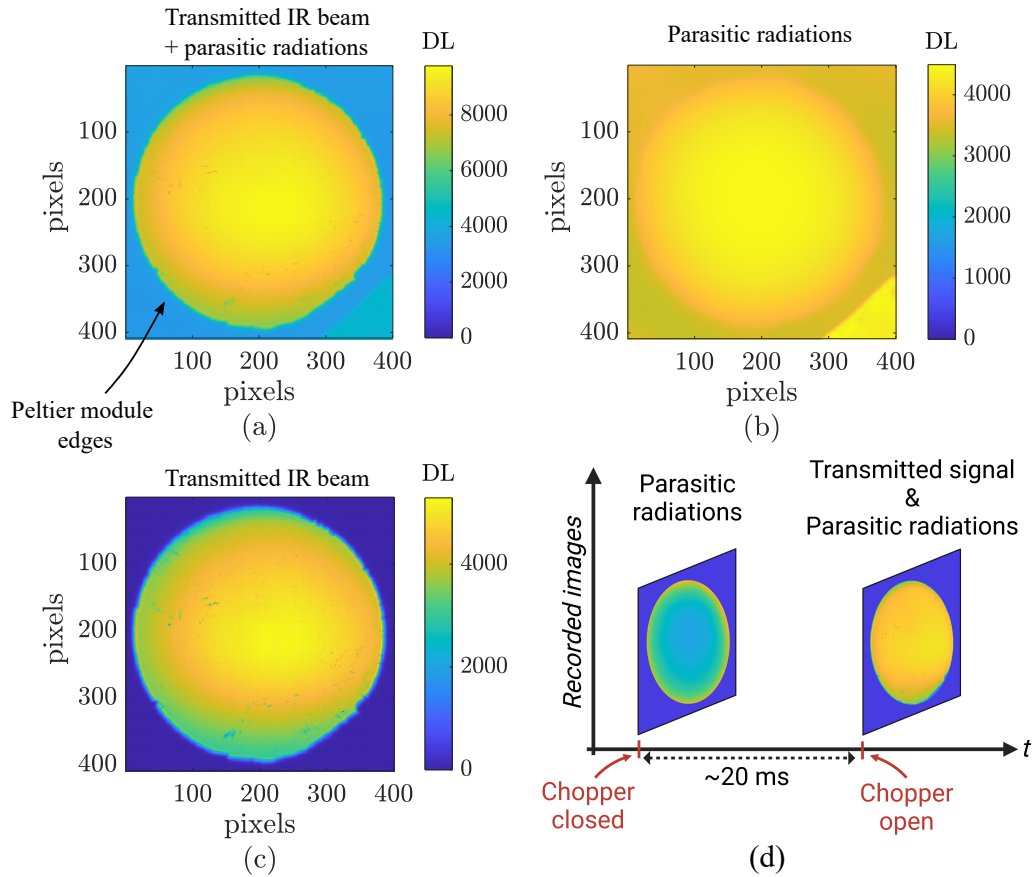 Transmitted IR beam
+ parasitic radiations
DL
8000
6000
4000
2000
0
100
200
300
400
pixels
100 200 300 400
pixels
Peltier module
edges
(a)
Parasitic radiations
DL
4000
3000
2000
1000
0
100
200
300
400
pixels
100 200 300 400
pixels
(b)
Transmitted IR beam
DL
4000
2000
0
100
200
300
400
pixels
100 200 300 400
pixels
(c)
Recorded images
Parasitic
radiations
Transmitted signal
&
Parasitic radiations
t
~20 ms
Chopper
closed
Chopper
open
(d)